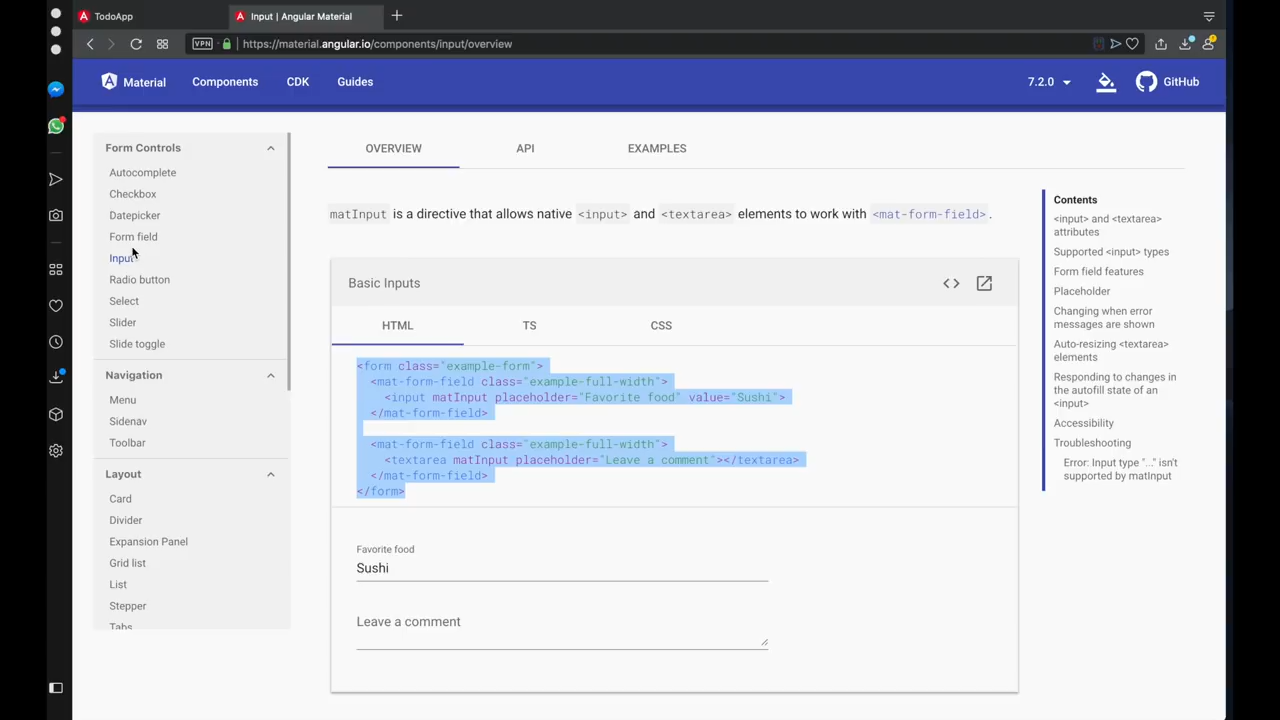 TodoApp
Input | Angular Material
VPN
https://material.angular.io/components/input/overview
Material
Components
CDK
Guides
7.2.0
GitHub
Form Controls
Autocomplete
Checkbox
Datepicker
Form field
Input
Radio button
Select
Slider
Slide toggle
Navigation
Menu
Sidenav
Toolbar
Layout
Card
Divider
Expansion Panel
Grid list
List
Stepper
Tabs
OVERVIEW
API
EXAMPLES
matInput is a directive that allows native <input> and <textarea> elements to work with <mat-form-field>.
Basic Inputs
HTML
TS
CSS
<form class="example-form">
<mat-form-field class="example-full-width">
<input matInput placeholder="Favorite food" value="Sushi">
</mat-form-field>
<mat-form-field class="example-full-width">
<textarea matInput placeholder="Leave a comment"></textarea>
</mat-form-field>
</form>
Favorite food
Sushi
Leave a comment
Contents
<input> and <textarea>
attributes
Supported <input> types
Form field features
Placeholder
Changing when error
messages are shown
Auto-resizing <textarea>
elements
Responding to changes in
the autofill state of an
<input>
Accessibility
Troubleshooting
Error: Input type "..." isn't
supported by matInput